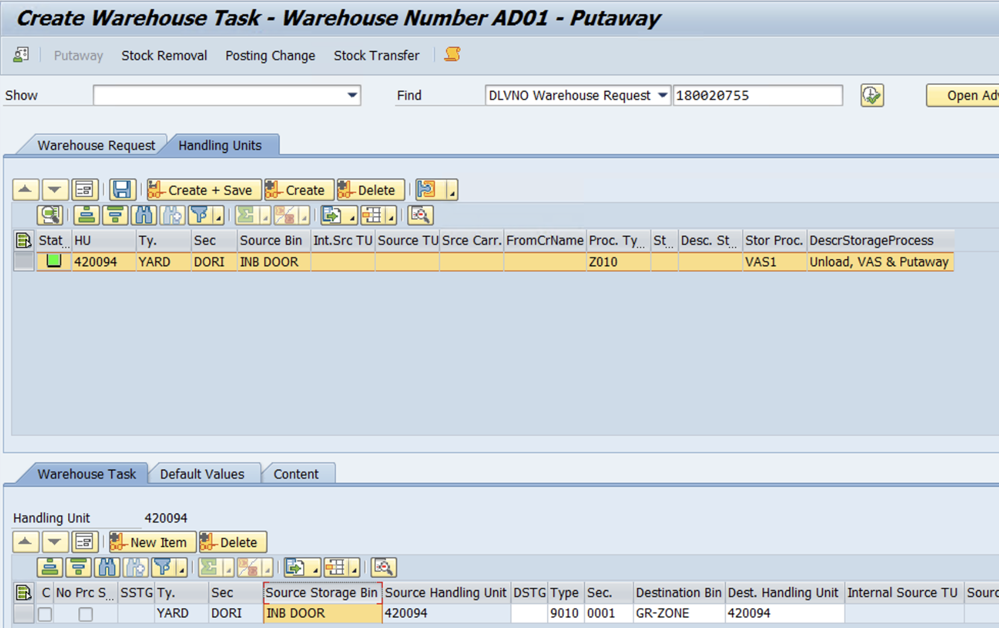 Create Warehouse Task - Warehouse Number AD01 - Putaway
Putaway Stock Removal Posting Change Stock Transfer
Show Find DLVNO Warehouse Request 180020755 Open Adv
Warehouse Request Handling Units
Create + Save Create Delete
Stat... HU Ty. Sec Source Bin Int.Src TU Source TU Srce Carr. FromCrName Proc. Ty... St... Desc. St... Stor Proc. DescrStorageProcess
420094 YARD DORI INB DOOR Z010 VAS1 Unload, VAS & Putaway
Warehouse Task Default Values Content
Handling Unit 420094
New Item Delete
C No Prc S... SSTG Ty. Sec Source Storage Bin Source Handling Unit DSTG Type Sec. Destination Bin Dest. Handling Unit Internal Source TU Sourc
YARD DORI INB DOOR 420094 9010 0001 GR-ZONE 420094